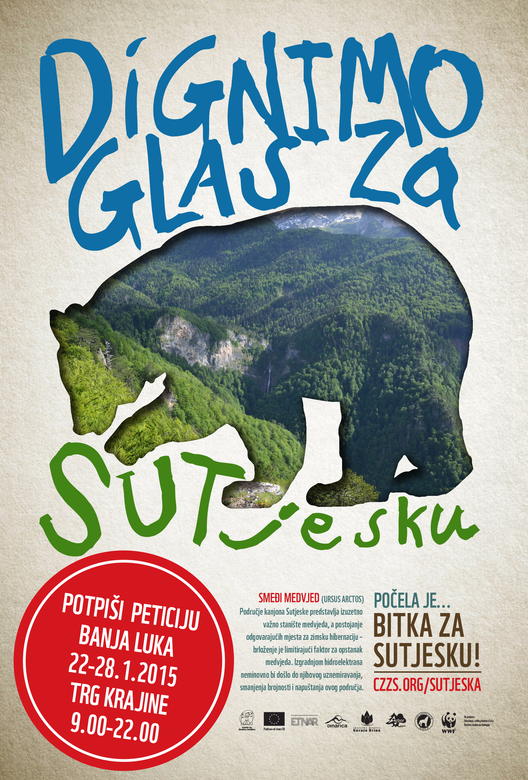 DiGNIMO
GLAS Za
SUTjesku
POTPIŠI PETICIJU
BANJA LUKA
22-28.1.2015
TRG KRAJINE
9.00-22.00
SMEĐI MEDVJED (URSUS ARCTOS)
Područje kanjona Sutjeske predstavlja izuzetno
važno stanište medvjeda, a postojanje
odgovarajućih mjesta za zimsku hibernaciju -
brložnje je limitirajući faktor za opstanak
medvjeda. Izgradnjom hidroelektrana
neminovno bi došlo do njihovog uznemiravanja,
smanjenja brojnosti i napuštanja ovog područja.
POČELA JE...
BITKA ZA
SUTJESKU!
CZZS.ORG/SUTJESKA
ETNAR
WWF